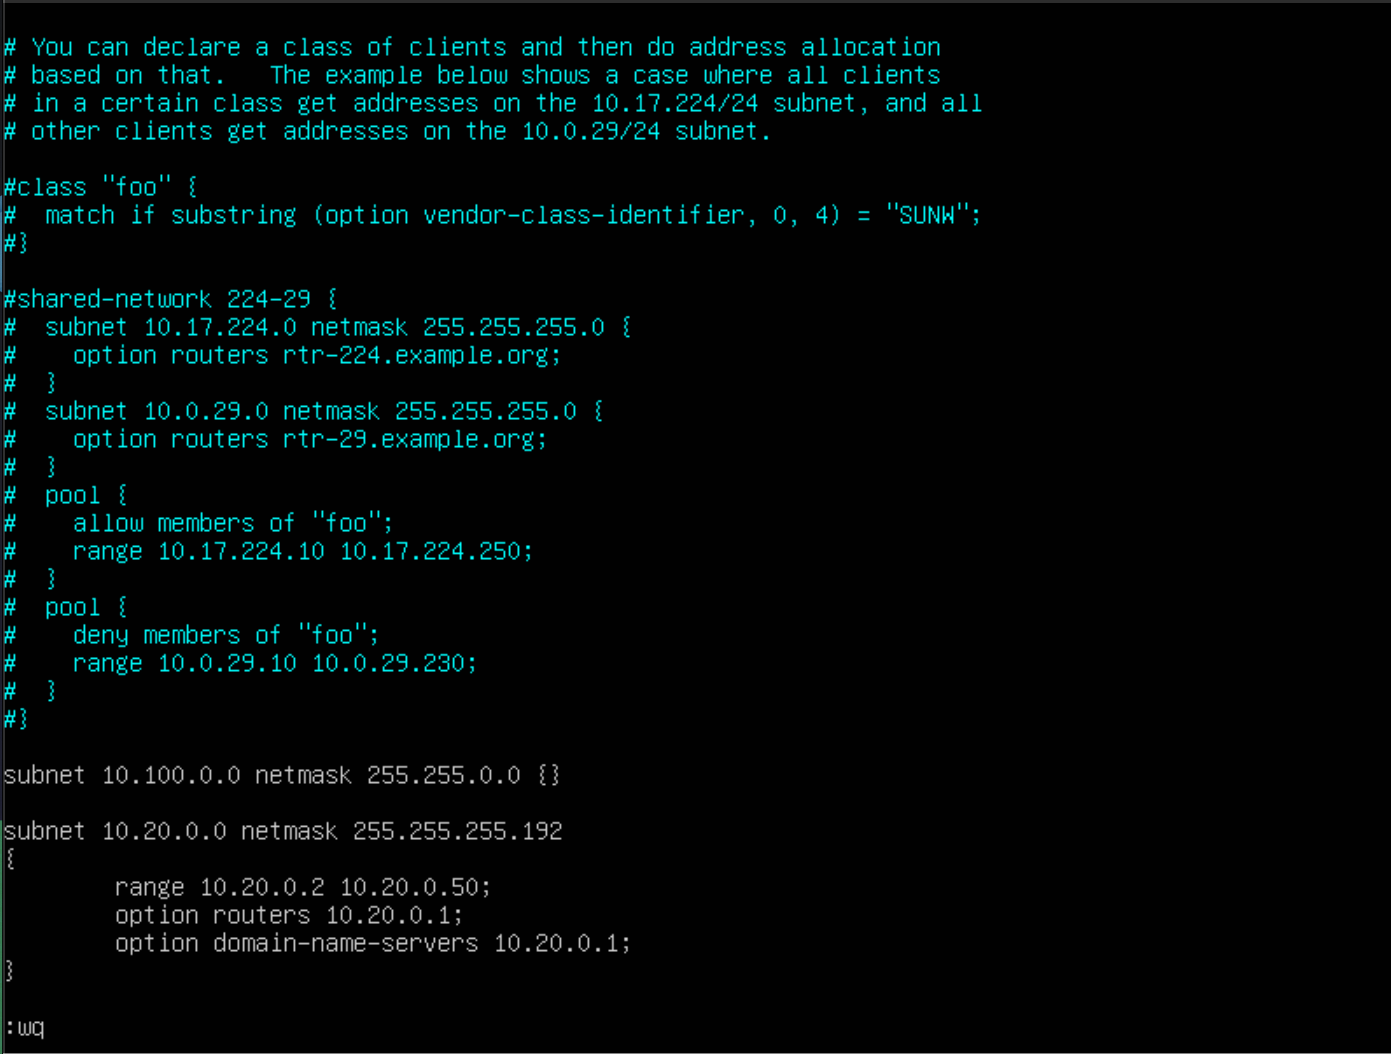 # You can declare a class of clients and then do address allocation
# based on that.   The example below shows a case where all clients
# in a certain class get addresses on the 10.17.224/24 subnet, and all
# other clients get addresses on the 10.0.29/24 subnet.

#class "foo" {
#  match if substring (option vendor-class-identifier, 0, 4) = "SUNW";
#}

#shared-network 224-29 {
#  subnet 10.17.224.0 netmask 255.255.255.0 {
#    option routers rtr-224.example.org;
#  }
#  subnet 10.0.29.0 netmask 255.255.255.0 {
#    option routers rtr-29.example.org;
#  }
#  pool {
#    allow members of "foo";
#    range 10.17.224.10 10.17.224.250;
#  }
#  pool {
#    deny members of "foo";
#    range 10.0.29.10 10.0.29.230;
#  }
#}

subnet 10.100.0.0 netmask 255.255.0.0 {}

subnet 10.20.0.0 netmask 255.255.255.192
{
        range 10.20.0.2 10.20.0.50;
        option routers 10.20.0.1;
        option domain-name-servers 10.20.0.1;
}

:wq